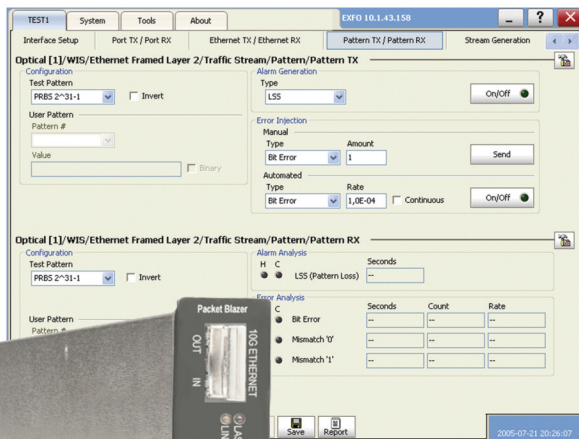 TEST1 System Tools About EXFO 10.1.43.158 _ ? X
Interface Setup Port TX / Port RX Ethernet TX / Ethernet RX Pattern TX / Pattern RX Stream Generation
Optical [1]/WIS/Ethernet Framed Layer 2/Traffic Stream/Pattern/Pattern TX
Configuration Alarm Generation
Test Pattern Type
PRBS 2^31-1 Invert LSS On/Off
User Pattern Error Injection
Pattern # Manual
Type Amount
Value Bit Error 1 Send
Binary Automated
Type Rate
Bit Error 1,0E-04 Continuous On/Off
Optical [1]/WIS/Ethernet Framed Layer 2/Traffic Stream/Pattern/Pattern RX
Configuration Alarm Analysis
Test Pattern H C Seconds
PRBS 2^31-1 Invert LSS (Pattern Loss) --
Error Analysis
C Seconds Count Rate
User Pattern Bit Error -- -- --
Pattern # Mismatch '0' -- -- --
Mismatch '1' -- -- --
Packet Blazer
10G ETHERNET
OUT IN
Save Report
2005-07-21 20:26:07